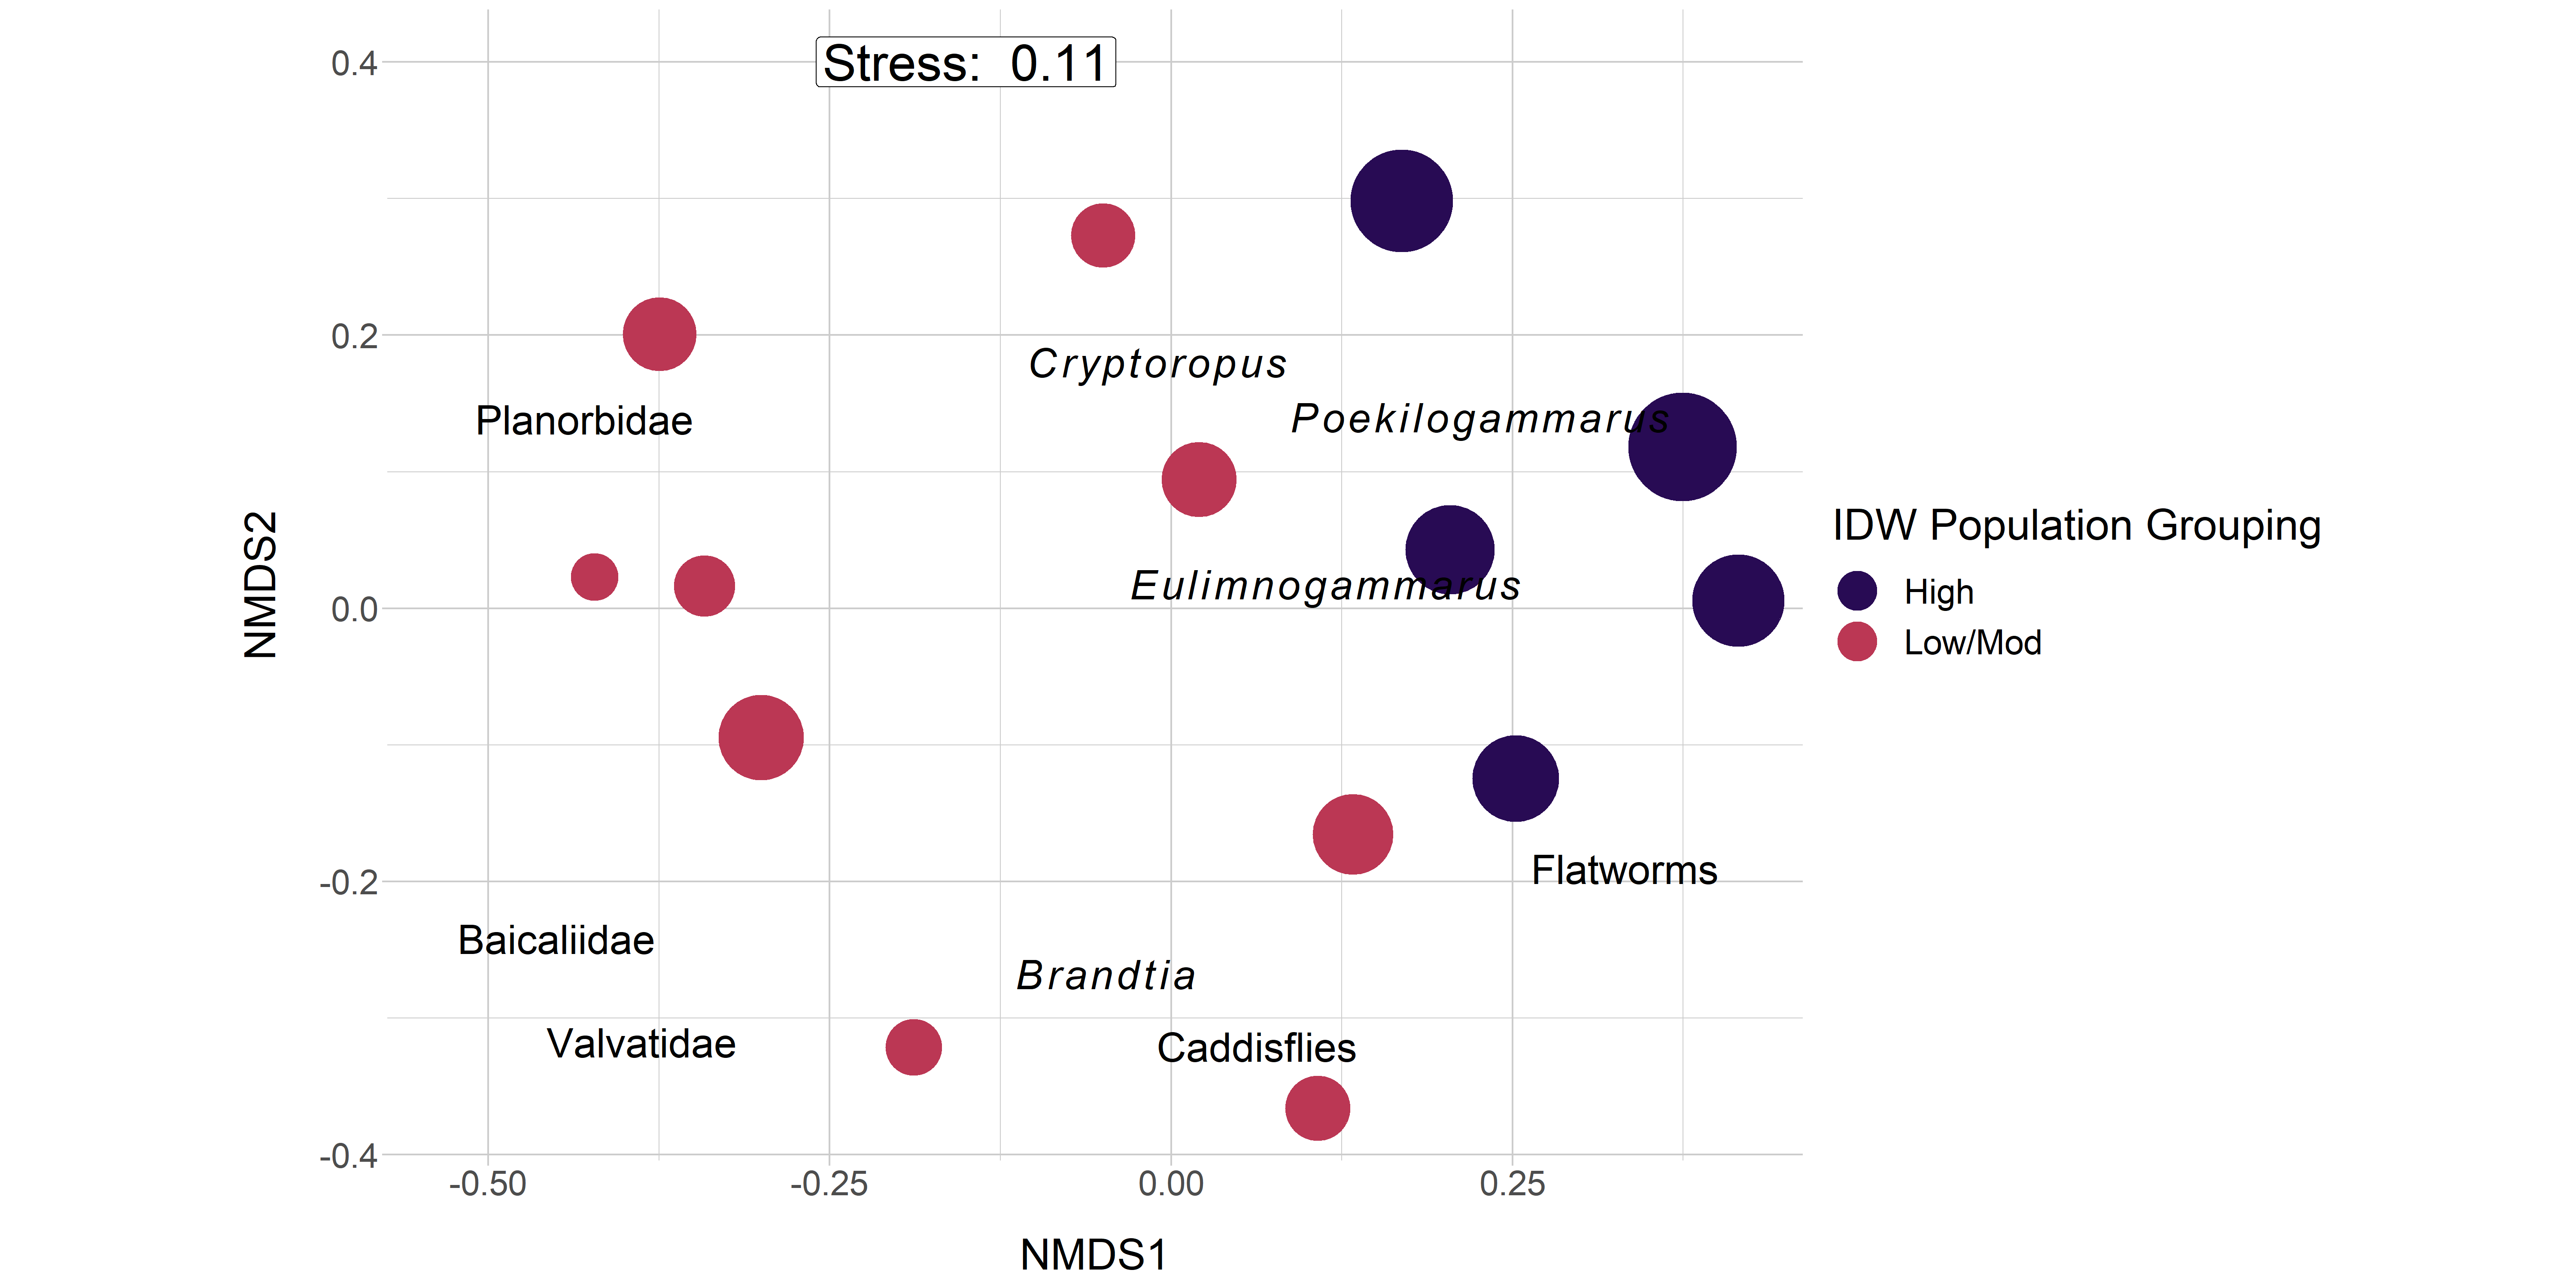 Stress:  0.11
0.4
0.2
0.0
-0.2
-0.4
NMDS2
Cryptoropus
Poekilogammarus
Planorbidae
Eulimnogammarus
Flatworms
Baicaliidae
Brandtia
Valvatidae
Caddisflies
-0.50
-0.25
0.00
0.25
NMDS1
IDW Population Grouping
High
Low/Mod